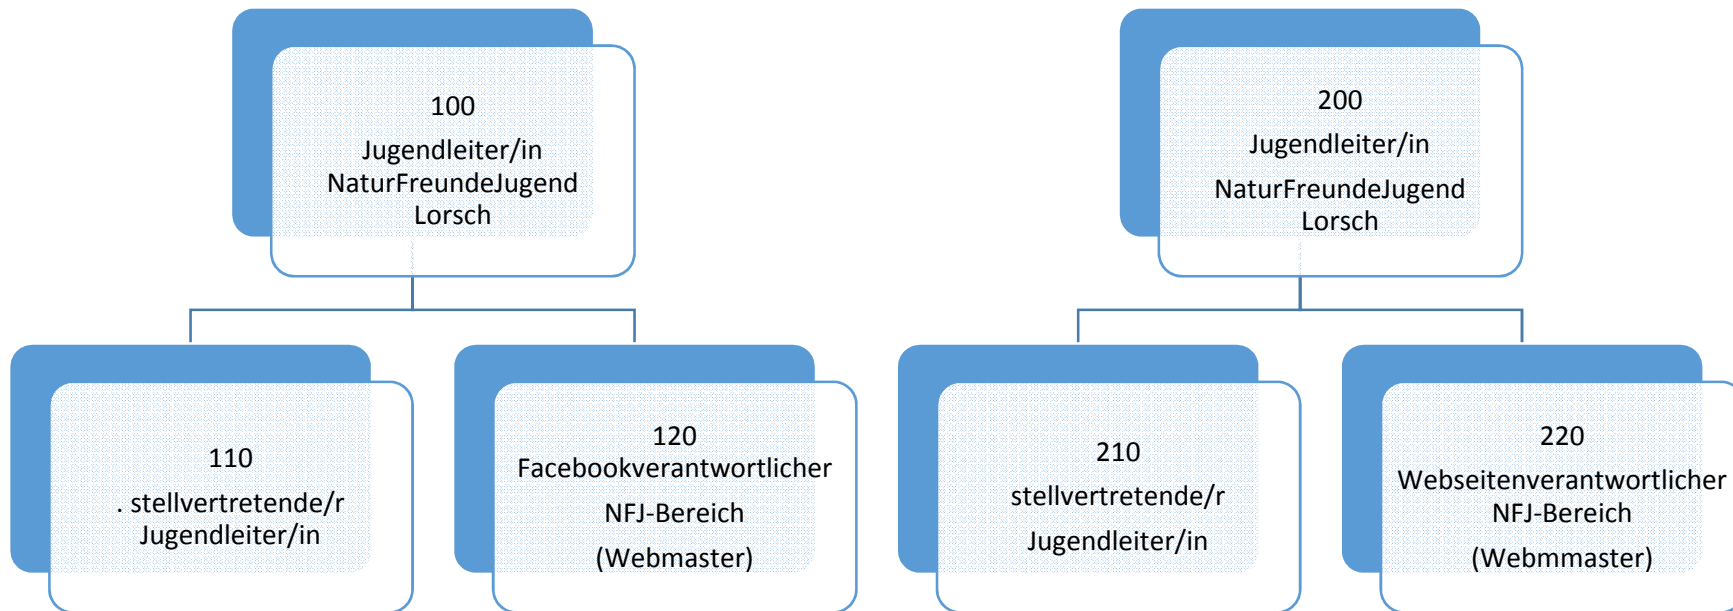 100
Jugendleiter/in
NaturFreundeJugend
Lorsch
200
Jugendleiter/in
NaturFreundeJugend
Lorsch
110
. stellvertretende/r
Jugendleiter/in
120
Facebookverantwortlicher
NFJ-Bereich
(Webmaster)
210
stellvertretende/r
Jugendleiter/in
220
Webseitenverantwortlicher
NFJ-Bereich
(Webmmaster)